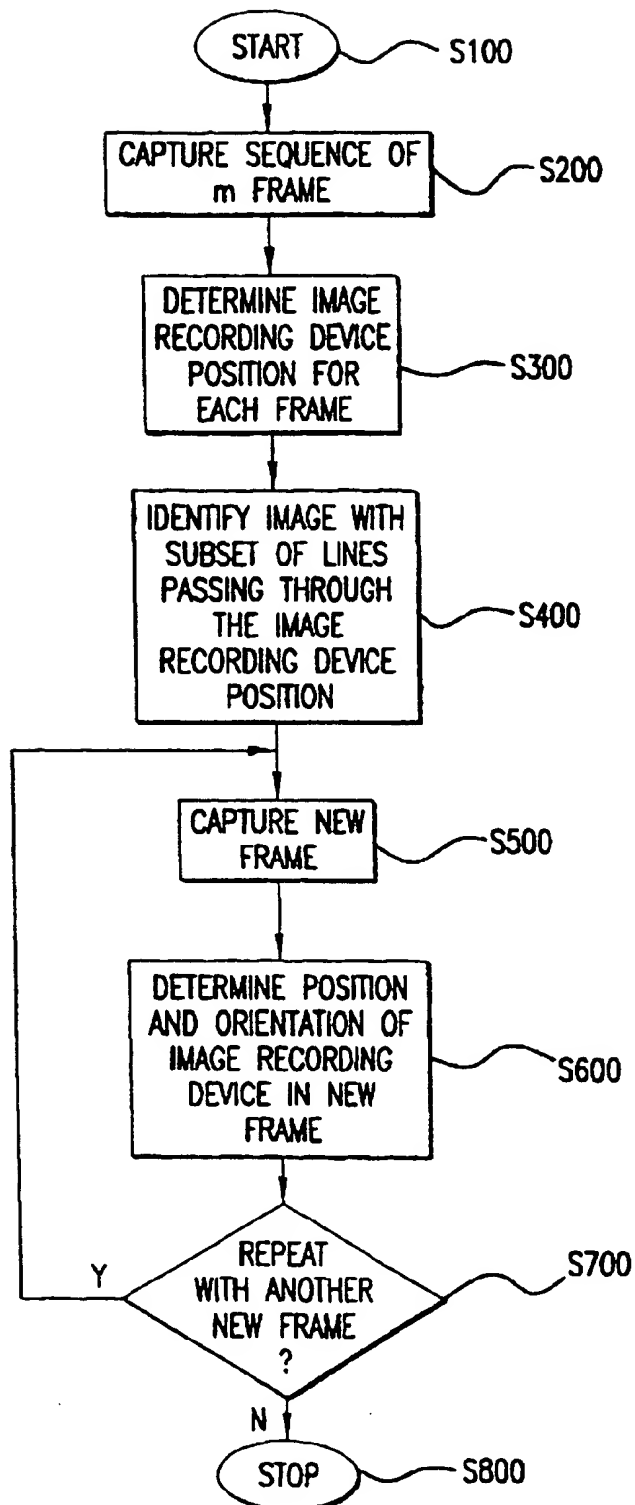 START
S100
CAPTURE SEQUENCE OF
m FRAME
S200
DETERMINE IMAGE
RECORDING DEVICE
POSITION FOR
EACH FRAME
S300
IDENTIFY IMAGE WITH
SUBSET OF LINES
PASSING THROUGH
THE IMAGE
RECORDING DEVICE
POSITION
S400
CAPTURE NEW
FRAME
S500
DETERMINE POSITION
AND ORIENTATION OF
IMAGE RECORDING
DEVICE IN NEW
FRAME
S600
REPEAT
WITH ANOTHER
NEW FRAME
?
S700
Y
N
STOP
S800